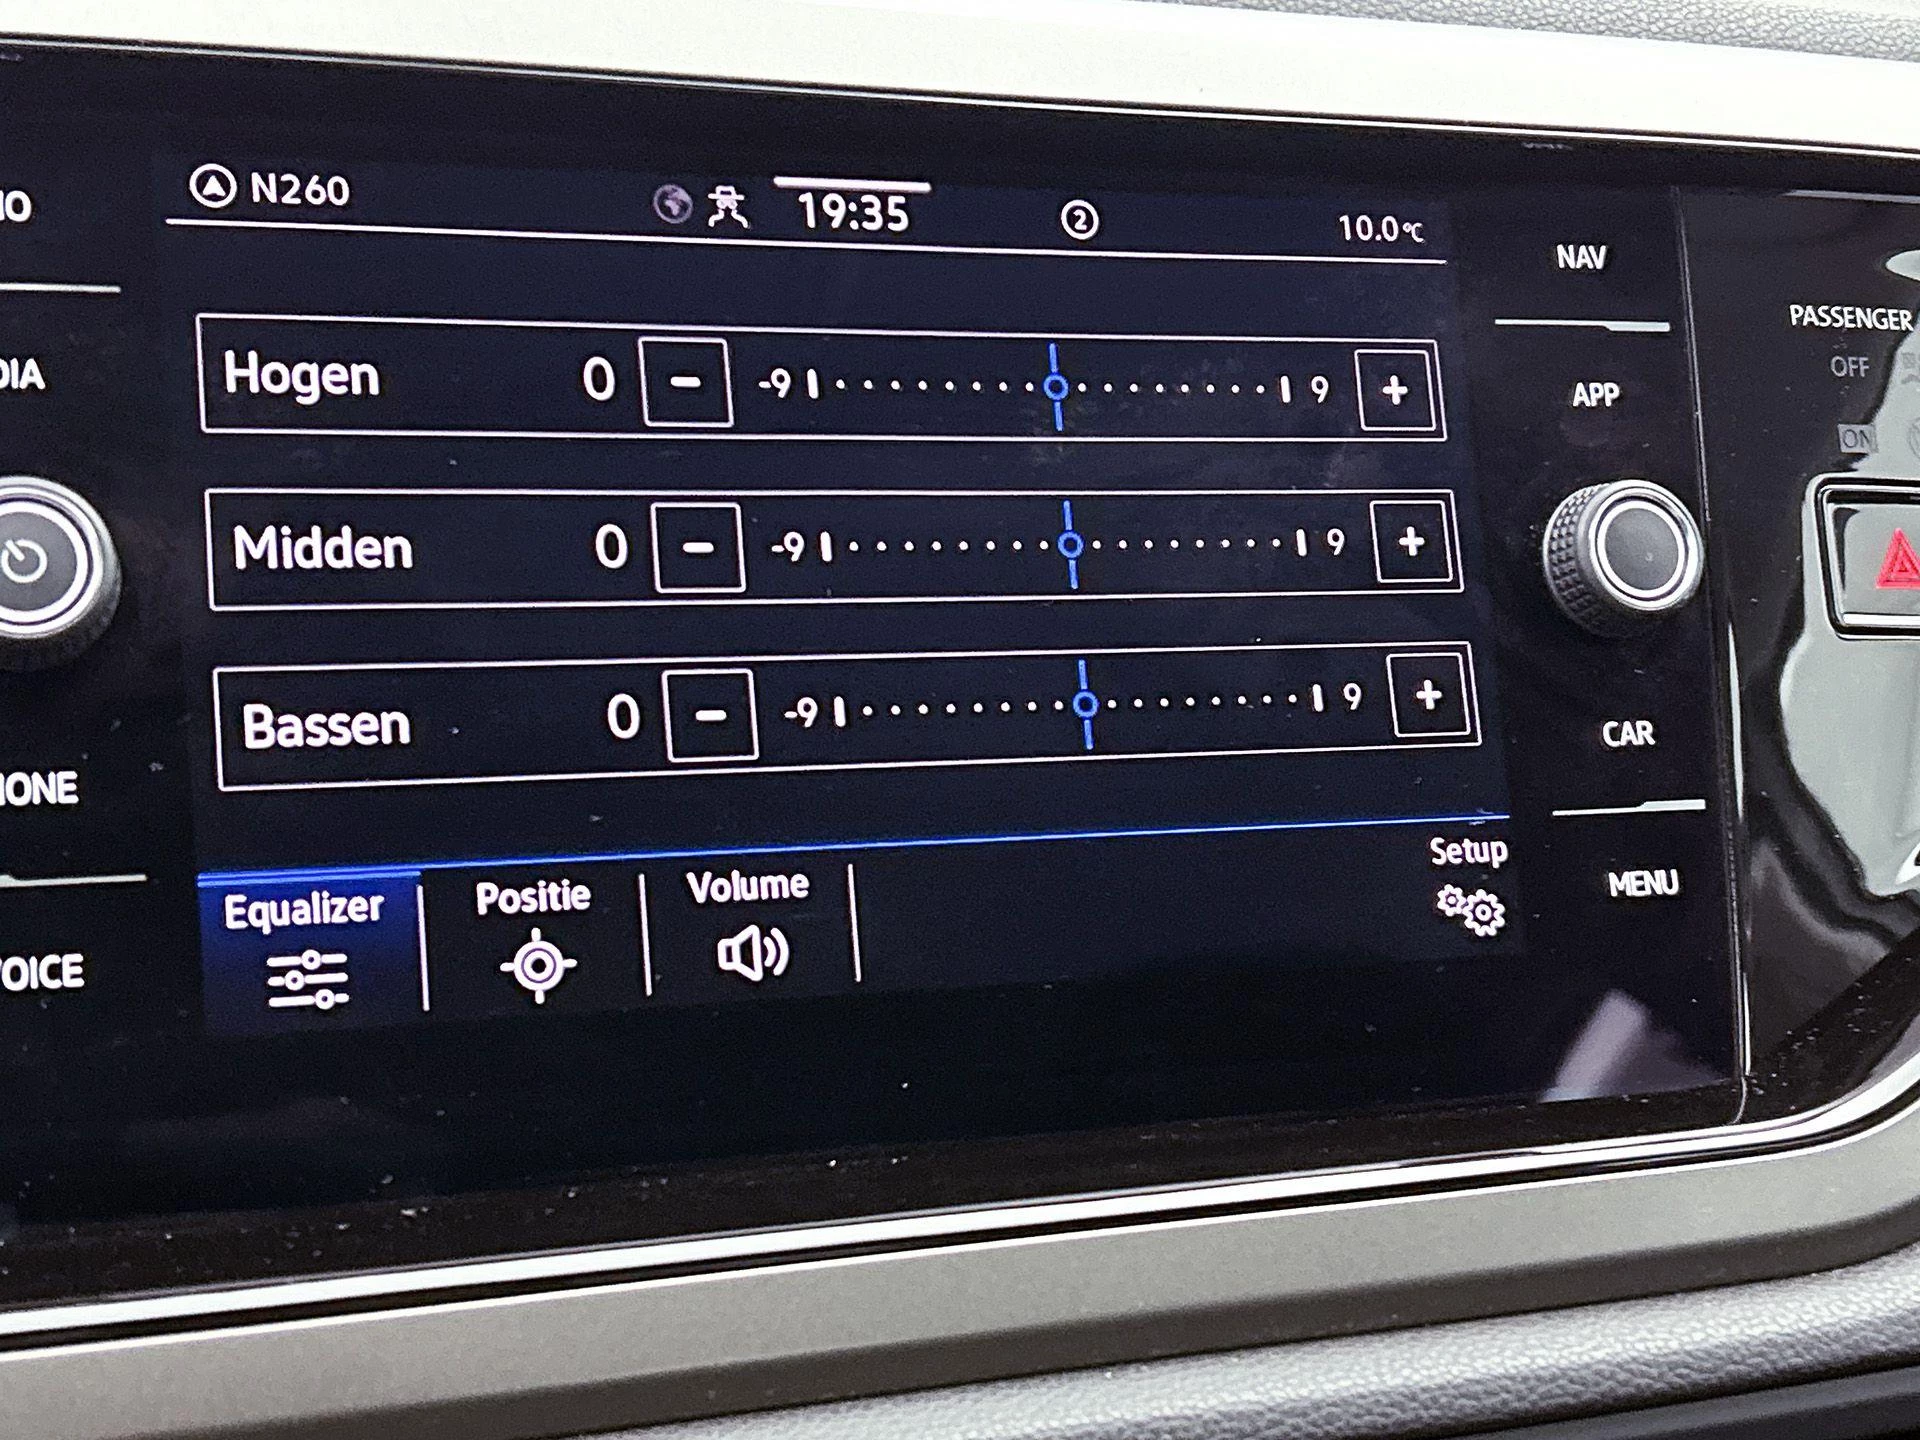 N260 19:35 2 10.0°C
Hogen 0 - -9 9 +
Midden 0 - -9 9 +
Bassen 0 - -9 9 +
Equalizer Positie Volume Setup
NAV
APP
CAR
MENU
PASSENGER
OFF
ON